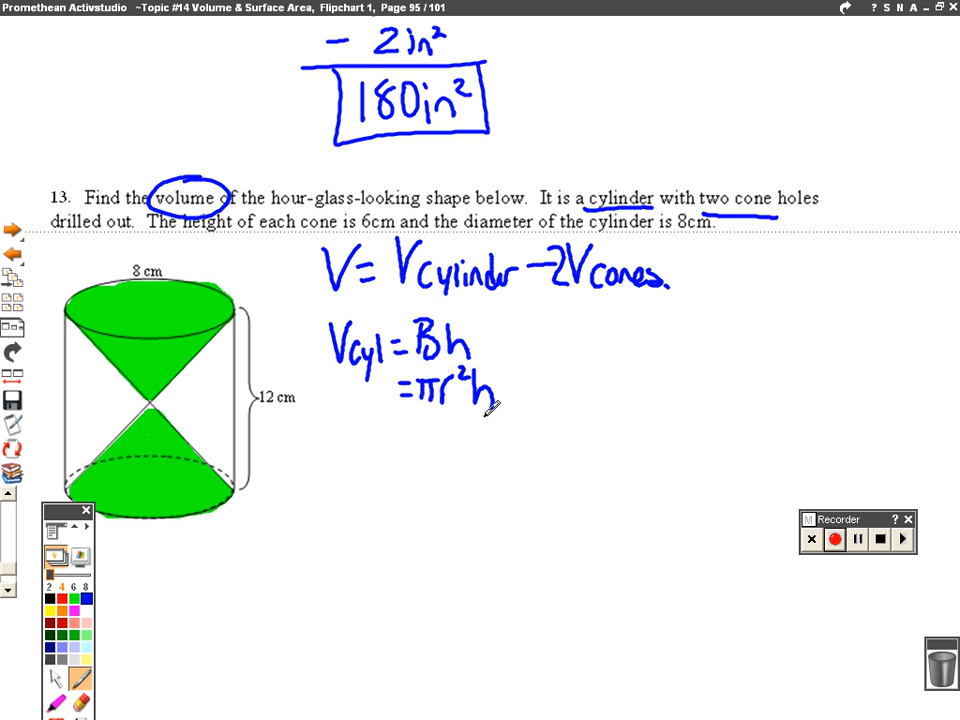 Promethean Activstudio ~Topic #14 Volume & Surface Area, Flipchart 1, Page 95 / 101
? S N A
- 2in²
180in²
13. Find the volume of the hour-glass-looking shape below. It is a cylinder with two cone holes
drilled out. The height of each cone is 6cm and the diameter of the cylinder is 8cm.
8 cm
V = Vcylinder - 2Vcones.
Vcyl = Bh
= πr²h
12 cm
M Recorder ?
2 4 6 8